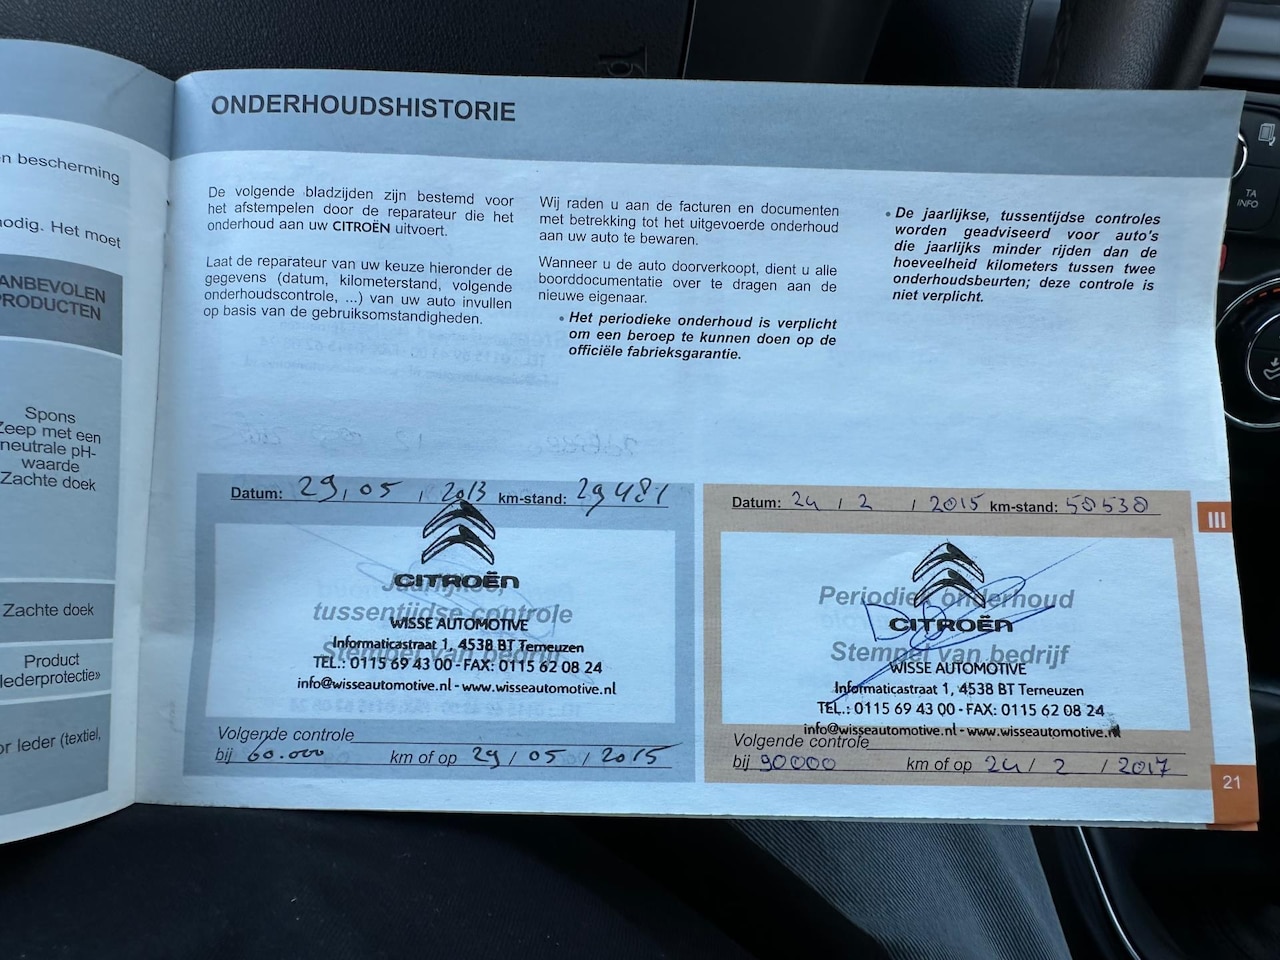 ONDERHOUDSHISTORIE
n bescherming
nodig. Het moet
ANBEVOLEN
PRODUCTEN
Spons
Zeep met een
neutrale pH-
waarde
Zachte doek
Zachte doek
Product
lederprotectie»
or leder (textiel,
De volgende bladzijden zijn bestemd voor
het afstempelen door de reparateur die het
onderhoud aan uw CITROËN uitvoert.
Laat de reparateur van uw keuze hieronder de
gegevens (datum, kilometerstand, volgende
onderhoudscontrole, ...) van uw auto invullen
op basis van de gebruiksomstandigheden.
Wij raden u aan de facturen en documenten
met betrekking tot het uitgevoerde onderhoud
aan uw auto te bewaren.
Wanneer u de auto doorverkoopt, dient u alle
boorddocumentatie over te dragen aan de
nieuwe eigenaar.
• Het periodieke onderhoud is verplicht
om een beroep te kunnen doen op de
officiële fabrieksgarantie.
• De jaarlijkse, tussentijdse controles
worden geadviseerd voor auto's
die jaarlijks minder rijden dan de
hoeveelheid kilometers tussen twee
onderhoudsbeurten; deze controle is
niet verplicht.
Datum: 29 / 05 / 2013 km-stand: 29481
CITROËN
Jaarlijkse,
tussentijdse controle
WISSE AUTOMOTIVE
Informaticastraat 1, 4538 BT Terneuzen
Stempel van bedrijf
TEL.: 0115 69 43 00 - FAX: 0115 62 08 24
info@wisseautomotive.nl - www.wisseautomotive.nl
Volgende controle
bij 60.000 km of op 29 / 05 / 2015
Datum: 24 / 2 / 2015 km-stand: 58538
Periodiek onderhoud
CITROËN
Stempel van bedrijf
WISSE AUTOMOTIVE
Informaticastraat 1, 4538 BT Terneuzen
TEL.: 0115 69 43 00 - FAX: 0115 62 08 24
info@wisseautomotive.nl - www.wisseautomotive.nl
Volgende controle
bij 90000 km of op 24 / 2 / 2017
III
21
TA
INFO